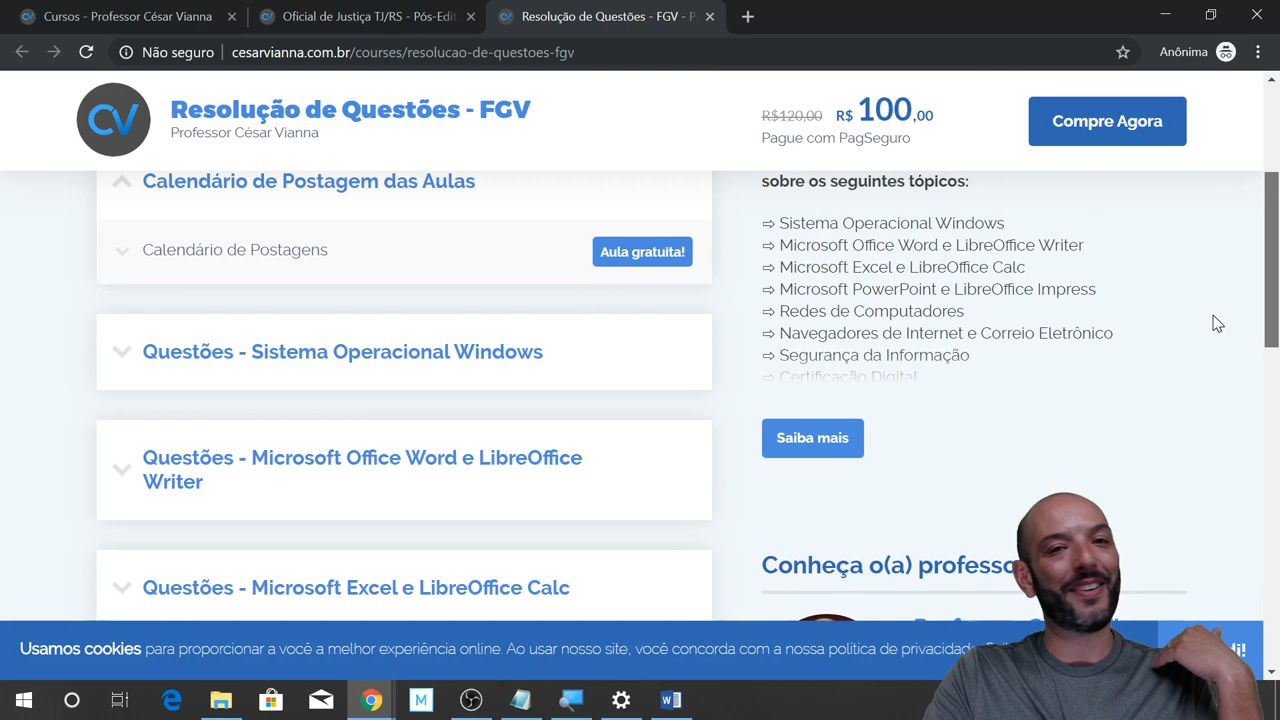 Cursos - Professor César Vianna
Oficial de Justiça TJ/RS - Pós-Edit
Resolução de Questões - FGV - P
Não seguro
cesarvianna.com.br/courses/resolucao-de-questoes-fgv
Anônima
CV
Resolução de Questões - FGV
Professor César Vianna
R$120,00 R$ 100,00
Pague com PagSeguro
Compre Agora
Calendário de Postagem das Aulas
Calendário de Postagens
Aula gratuita!
Questões - Sistema Operacional Windows
Questões - Microsoft Office Word e LibreOffice
Writer
Questões - Microsoft Excel e LibreOffice Calc
sobre os seguintes tópicos:
⇨ Sistema Operacional Windows
⇨ Microsoft Office Word e LibreOffice Writer
⇨ Microsoft Excel e LibreOffice Calc
⇨ Microsoft PowerPoint e LibreOffice Impress
⇨ Redes de Computadores
⇨ Navegadores de Internet e Correio Eletrônico
⇨ Segurança da Informação
⇨ Certificação Digital
Saiba mais
Conheça o(a) professo
Usamos cookies para proporcionar a você a melhor experiência online. Ao usar nosso site, você concorda com a nossa política de privacidade.